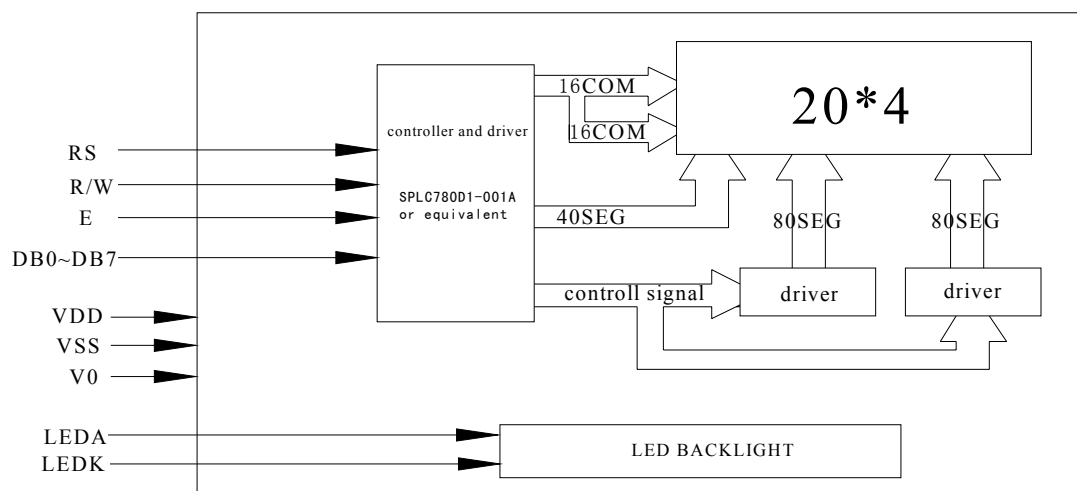 16COM
20*4
16COM
controller and driver
RS
R/W
SPLC780D1-001A
or equivalent
E
40SEG
80SEG
80SEG
DB0~DB7
controll signal
driver
driver
VDD
VSS
V0
LEDA
LED BACKLIGHT
LEDK